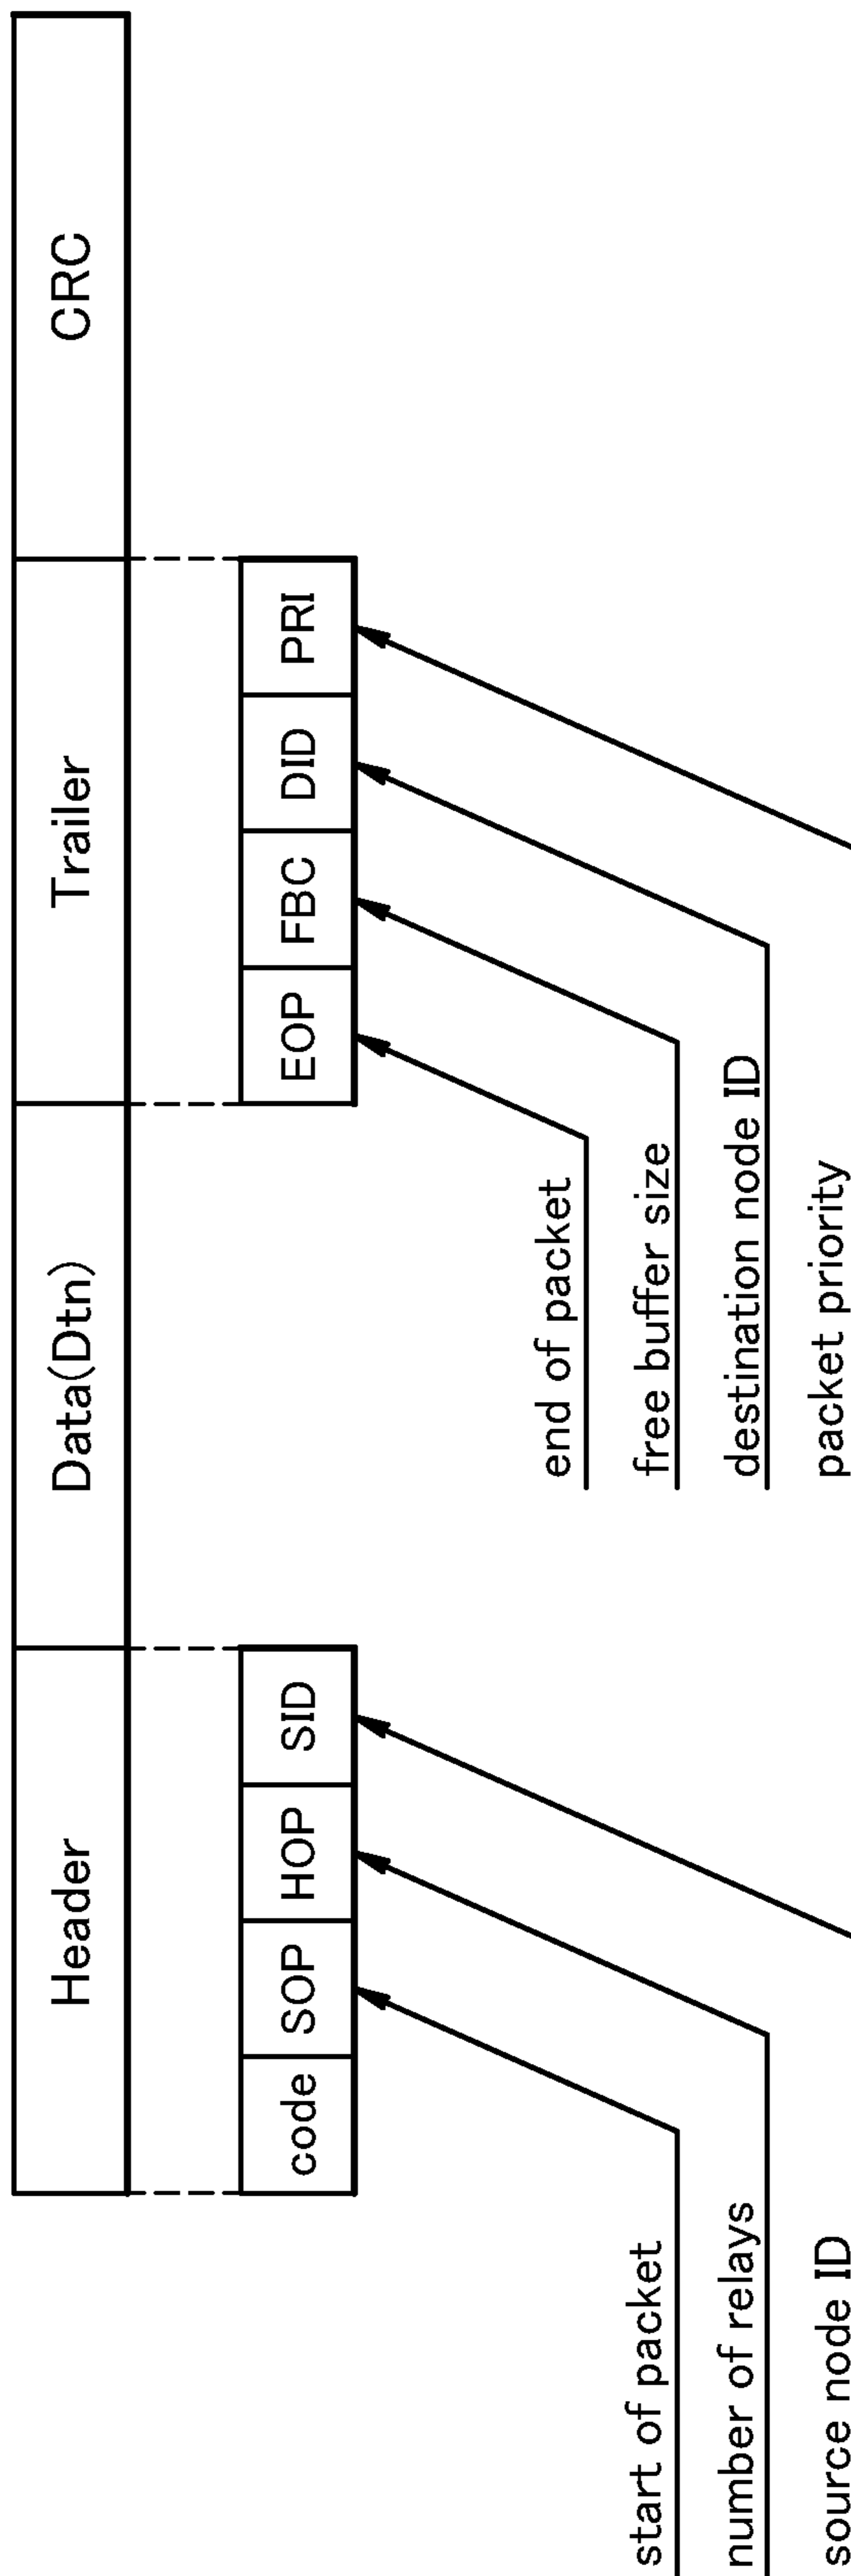 Header
Data(Dtn)
Trailer
CRC
code
SOP
HOP
SID
EOP
FBC
DID
PRI
start of packet
number of relays
source node ID
end of packet
free buffer size
destination node ID
packet priority